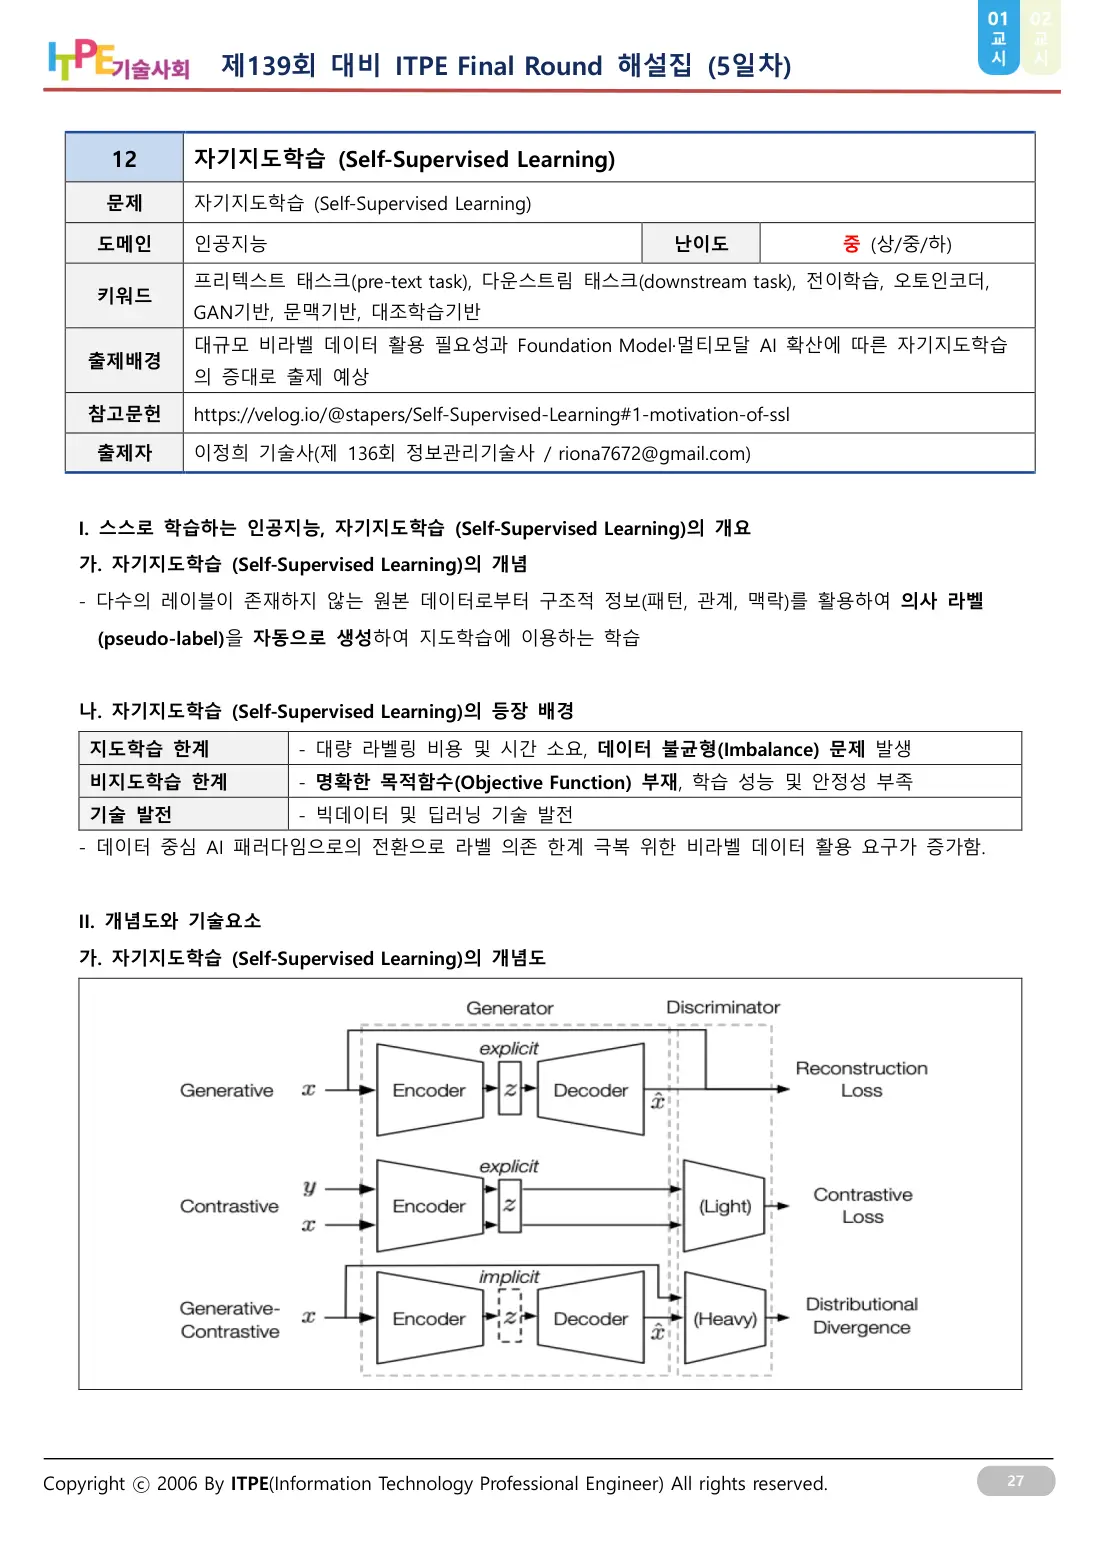 01
교
시
02
교
시
ITPE기술사회
제139회 대비 ITPE Final Round 해설집 (5일차)
12 자기지도학습 (Self-Supervised Learning)
문제 자기지도학습 (Self-Supervised Learning)
도메인 인공지능 난이도 중 (상/중/하)
키워드 프리텍스트 태스크(pre-text task), 다운스트림 태스크(downstream task), 전이학습, 오토인코더,
GAN기반, 문맥기반, 대조학습기반
출제배경 대규모 비라벨 데이터 활용 필요성과 Foundation Model·멀티모달 AI 확산에 따른 자기지도학습
의 증대로 출제 예상
참고문헌 https://velog.io/@stapers/Self-Supervised-Learning#1-motivation-of-ssl
출제자 이정희 기술사(제 136회 정보관리기술사 / riona7672@gmail.com)
I. 스스로 학습하는 인공지능, 자기지도학습 (Self-Supervised Learning)의 개요
가. 자기지도학습 (Self-Supervised Learning)의 개념
- 다수의 레이블이 존재하지 않는 원본 데이터로부터 구조적 정보(패턴, 관계, 맥락)를 활용하여 의사 라벨
(pseudo-label)을 자동으로 생성하여 지도학습에 이용하는 학습
나. 자기지도학습 (Self-Supervised Learning)의 등장 배경
지도학습 한계 - 대량 라벨링 비용 및 시간 소요, 데이터 불균형(Imbalance) 문제 발생
비지도학습 한계 - 명확한 목적함수(Objective Function) 부재, 학습 성능 및 안정성 부족
기술 발전 - 빅데이터 및 딥러닝 기술 발전
- 데이터 중심 AI 패러다임으로의 전환으로 라벨 의존 한계 극복 위한 비라벨 데이터 활용 요구가 증가함.
II. 개념도와 기술요소
가. 자기지도학습 (Self-Supervised Learning)의 개념도
Generator Discriminator
explicit
Generative x Encoder z Decoder x̂ Reconstruction
Loss
explicit
y
Contrastive Encoder z (Light) Contrastive
Loss
x
implicit
Generative-
Contrastive x Encoder z Decoder x̂ (Heavy) Distributional
Divergence
Copyright ⓒ 2006 By ITPE(Information Technology Professional Engineer) All rights reserved.
27